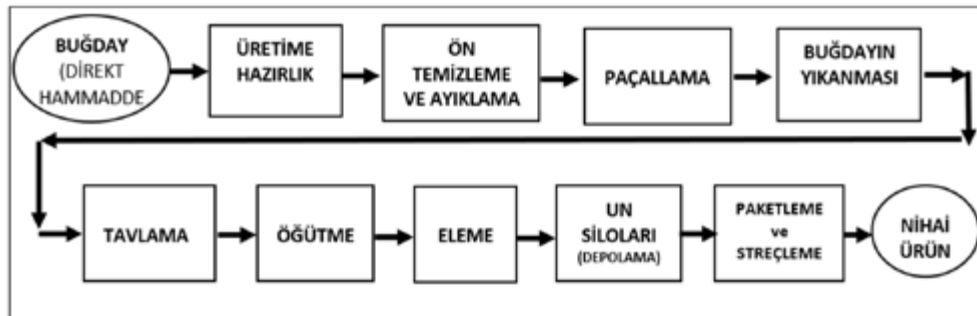 BUĞDAY
(DİREKT
HAMMADDE
ÜRETİME
HAZIRLIK
ÖN
TEMİZLEME
VE AYIKLAMA
PAÇALLAMA
BUĞDAYIN
YIKANMASI
TAVLAMA
ÖĞÜTME
ELEME
UN
SİLOLARI
(DEPOLAMA)
PAKETLEME
ve
STREÇLEME
NİHAİ
ÜRÜN